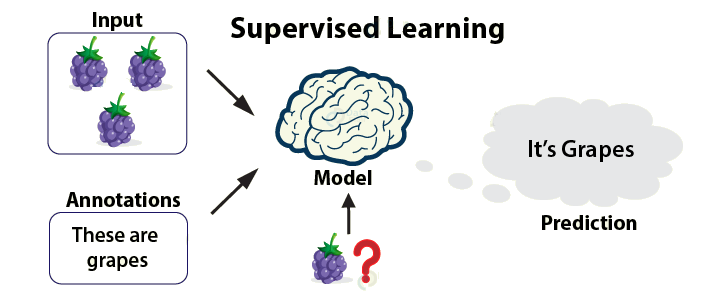 Supervised Learning
Input
Annotations
These are
grapes
Model
?
It's Grapes
Prediction